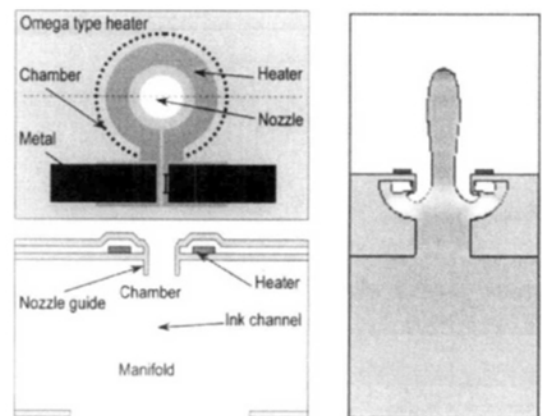 Omega type heater
Chamber
Heater
Nozzle
Metal
Nozzle guide
Chamber
Heater
Ink channel
Manifold